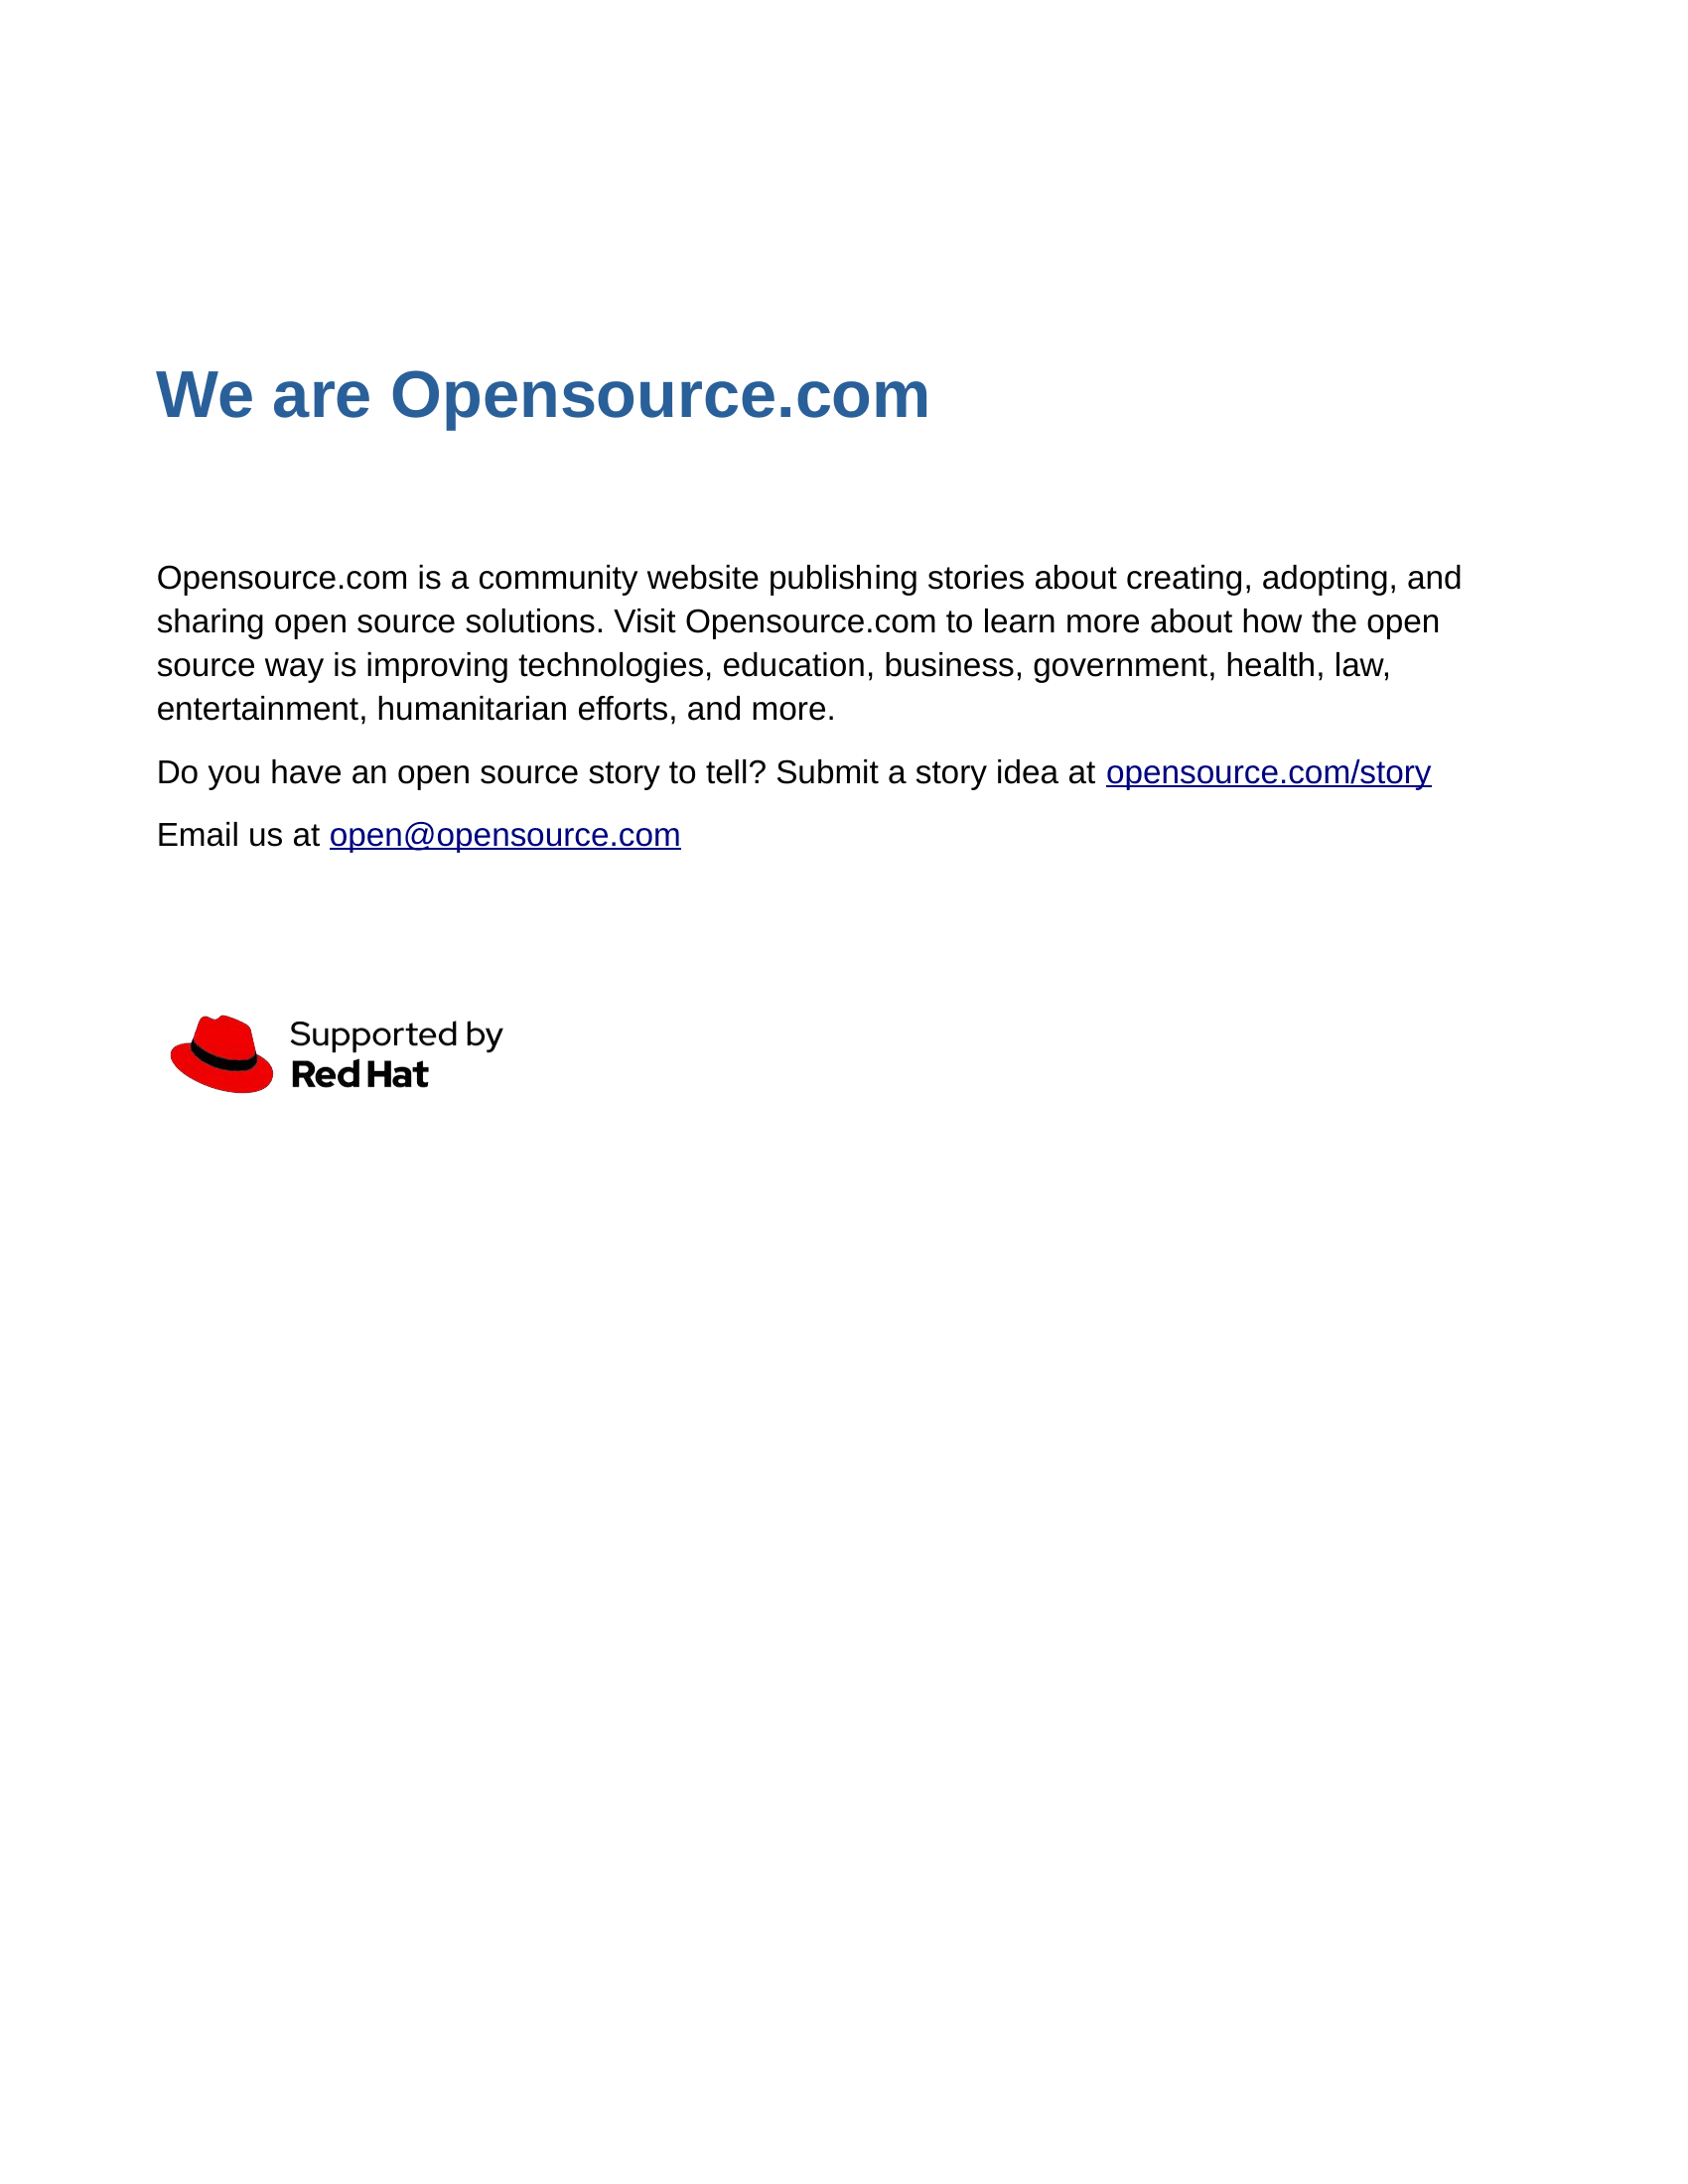 We are Opensource.com
Opensource.com is a community website publishing stories about creating, adopting, and
sharing open source solutions. Visit Opensource.com to learn more about how the open
source way is improving technologies, education, business, government, health, law,
entertainment, humanitarian efforts, and more.
Do you have an open source story to tell? Submit a story idea at opensource.com/story
Email us at open@opensource.com
Supported by
Red Hat